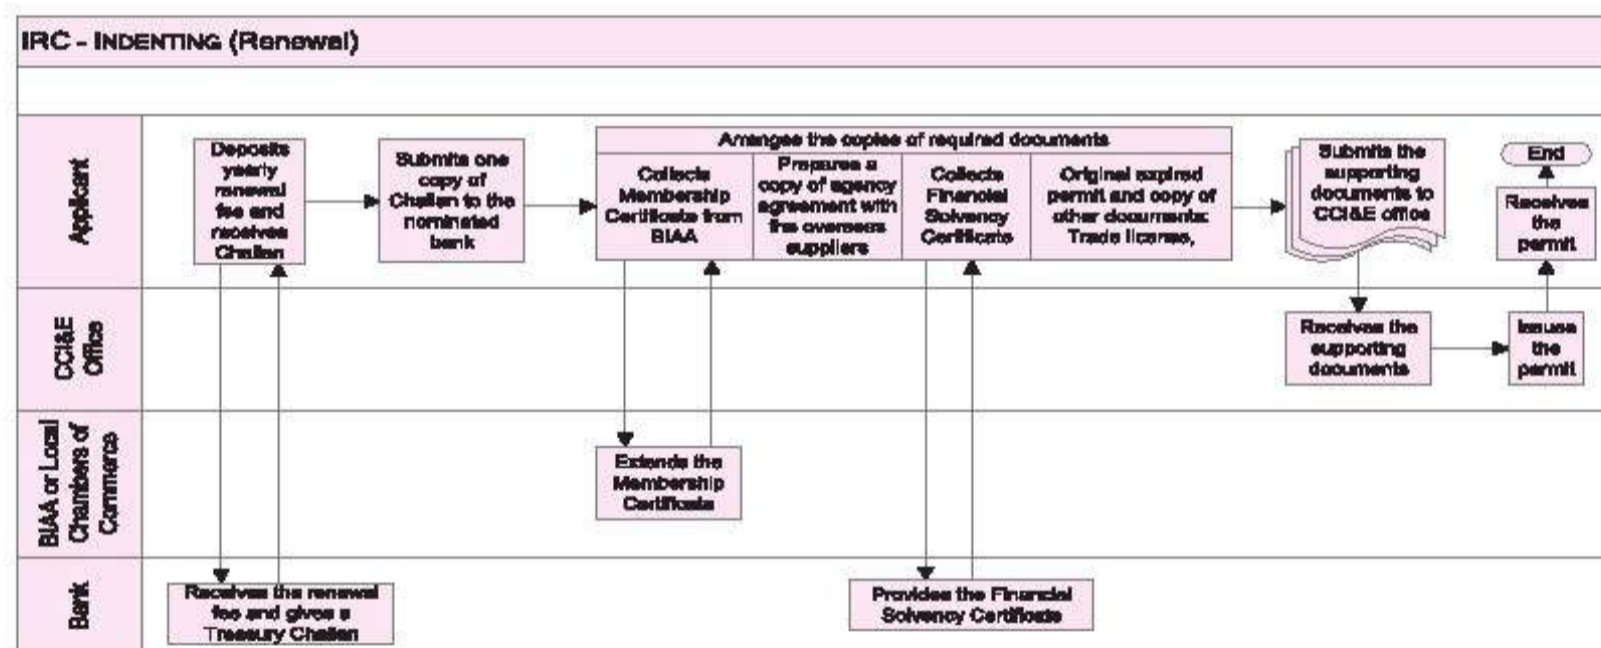 IRC - INDENTING (Renewal)
Applicant
Deposits
yearly
renewal
fee and
receives
Challan
Submits one
copy of
Challan to the
nominated
bank
Arranges the copies of required documents
Collects
Membership
Certificate from
BIAA
Prepares a
copy of agency
agreement with
the overseas
suppliers
Collects
Financial
Solvency
Certificate
Original expired
permit and copy of
other documents:
Trade license,
Submits the
supporting
documents to
CCI&E office
End
Receives
the
permit
CCI&E
Office
Receives the
supporting
documents
Issues
the
permit
BIAA or Local
Chambers of
Commerce
Extends the
Membership
Certificate
Bank
Receives the renewal
fee and gives a
Treasury Challan
Provides the Financial
Solvency Certificate